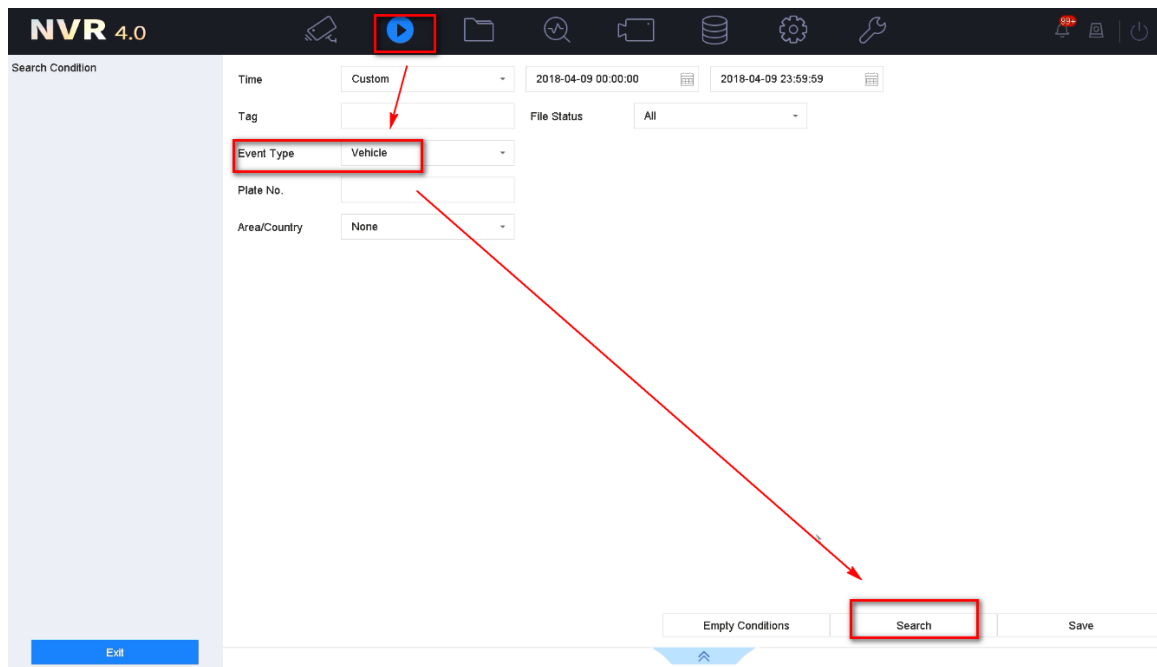 NVR 4.0
99+
Search Condition
Time Custom 2018-04-09 00:00:00 2018-04-09 23:59:59
Tag File Status All
Event Type Vehicle
Plate No.
Area/Country None
Empty Conditions Search Save
Exit